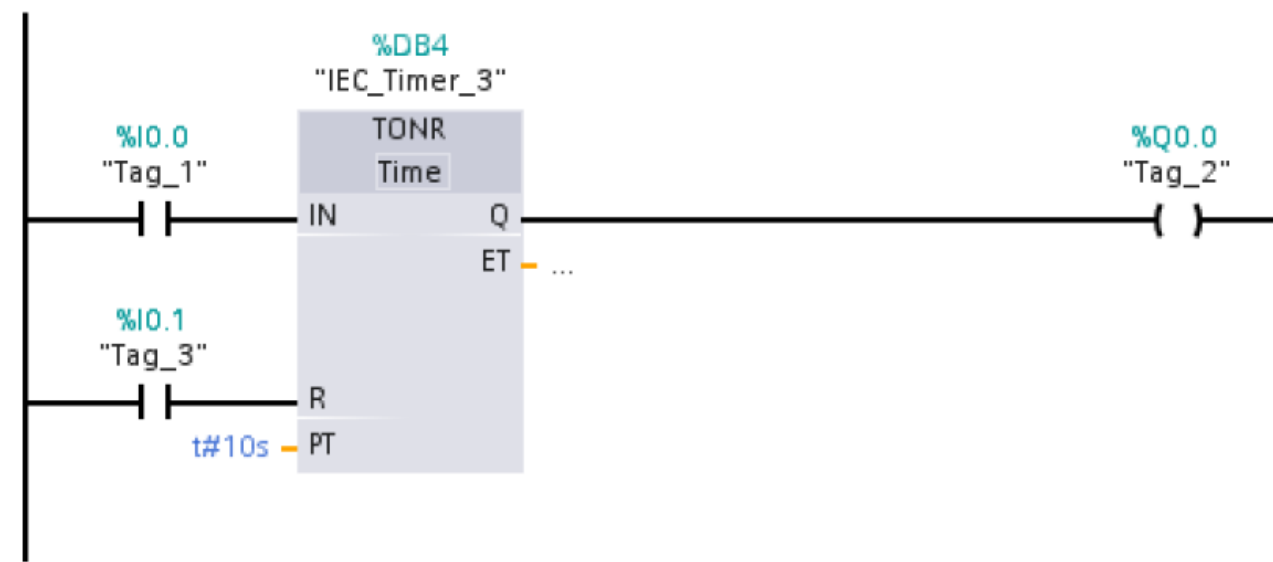 %DB4
"IEC_Timer_3"
TONR
Time
%I0.0
"Tag_1"
IN
Q
%Q0.0
"Tag_2"
ET
...
%I0.1
"Tag_3"
R
t#10s
PT